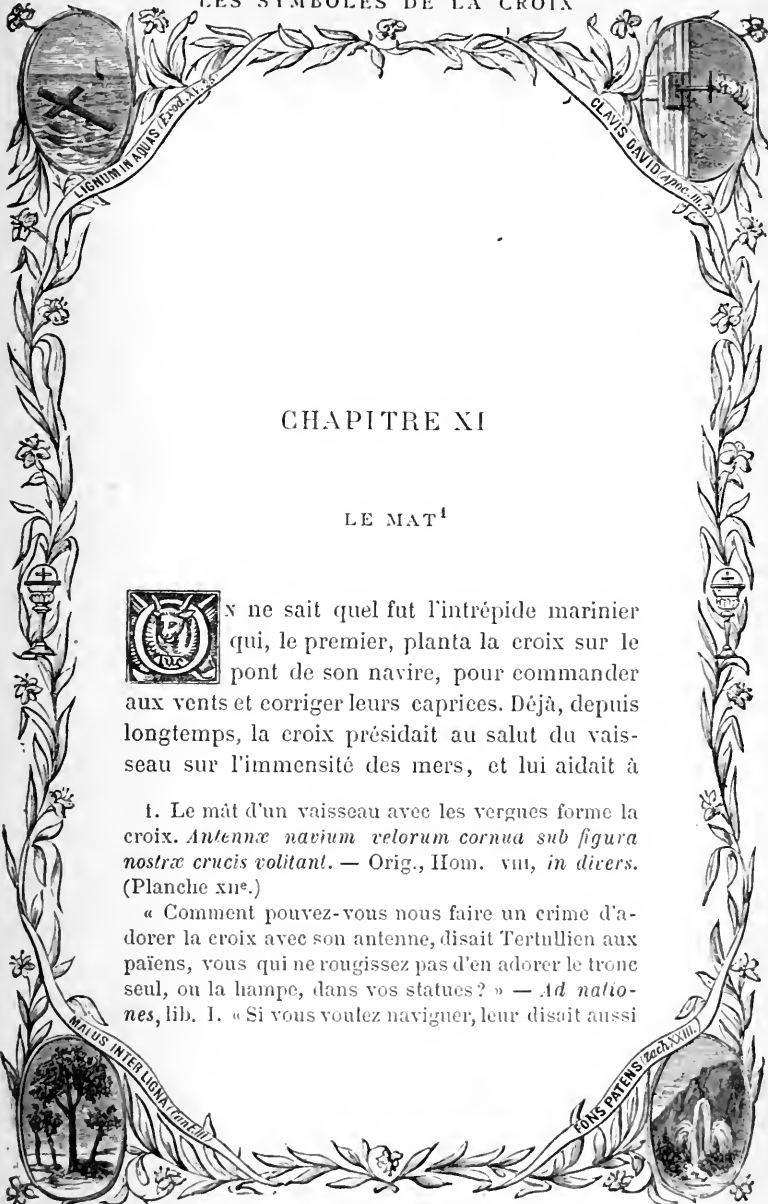 LES SYMBOLES DE LA CROIX
LIGNUM IN AQUAS (Exod. XV. 25.
CLAVIS DAVID (Apoc. III. 7.
CHAPITRE XI
LE MAT¹
ON ne sait quel fut l'intrépide marinier
LUC
qui, le premier, planta la croix sur le
pont de son navire, pour commander
aux vents et corriger leurs caprices. Déjà, depuis
longtemps, la croix présidait au salut du vais-
seau sur l'immensité des mers, et lui aidait à
1. Le mât d'un vaisseau avec les vergues forme la
croix. Antennæ navium velorum cornua sub figura
nostræ crucis volitant. — Orig., Hom. VIII, in divers.
(Planche XIIe.)
« Comment pouvez-vous nous faire un crime d'a-
dorer la croix avec son antenne, disait Tertullien aux
païens, vous qui ne rougissez pas d'en adorer le tronc
seul, ou la hampe, dans vos statues? » — Ad natio-
nes, lib. I. « Si vous voulez naviguer, leur disait aussi
MALUS INTER LIGNA (Cant. II
FONS PATENS (Zach. XXIII.